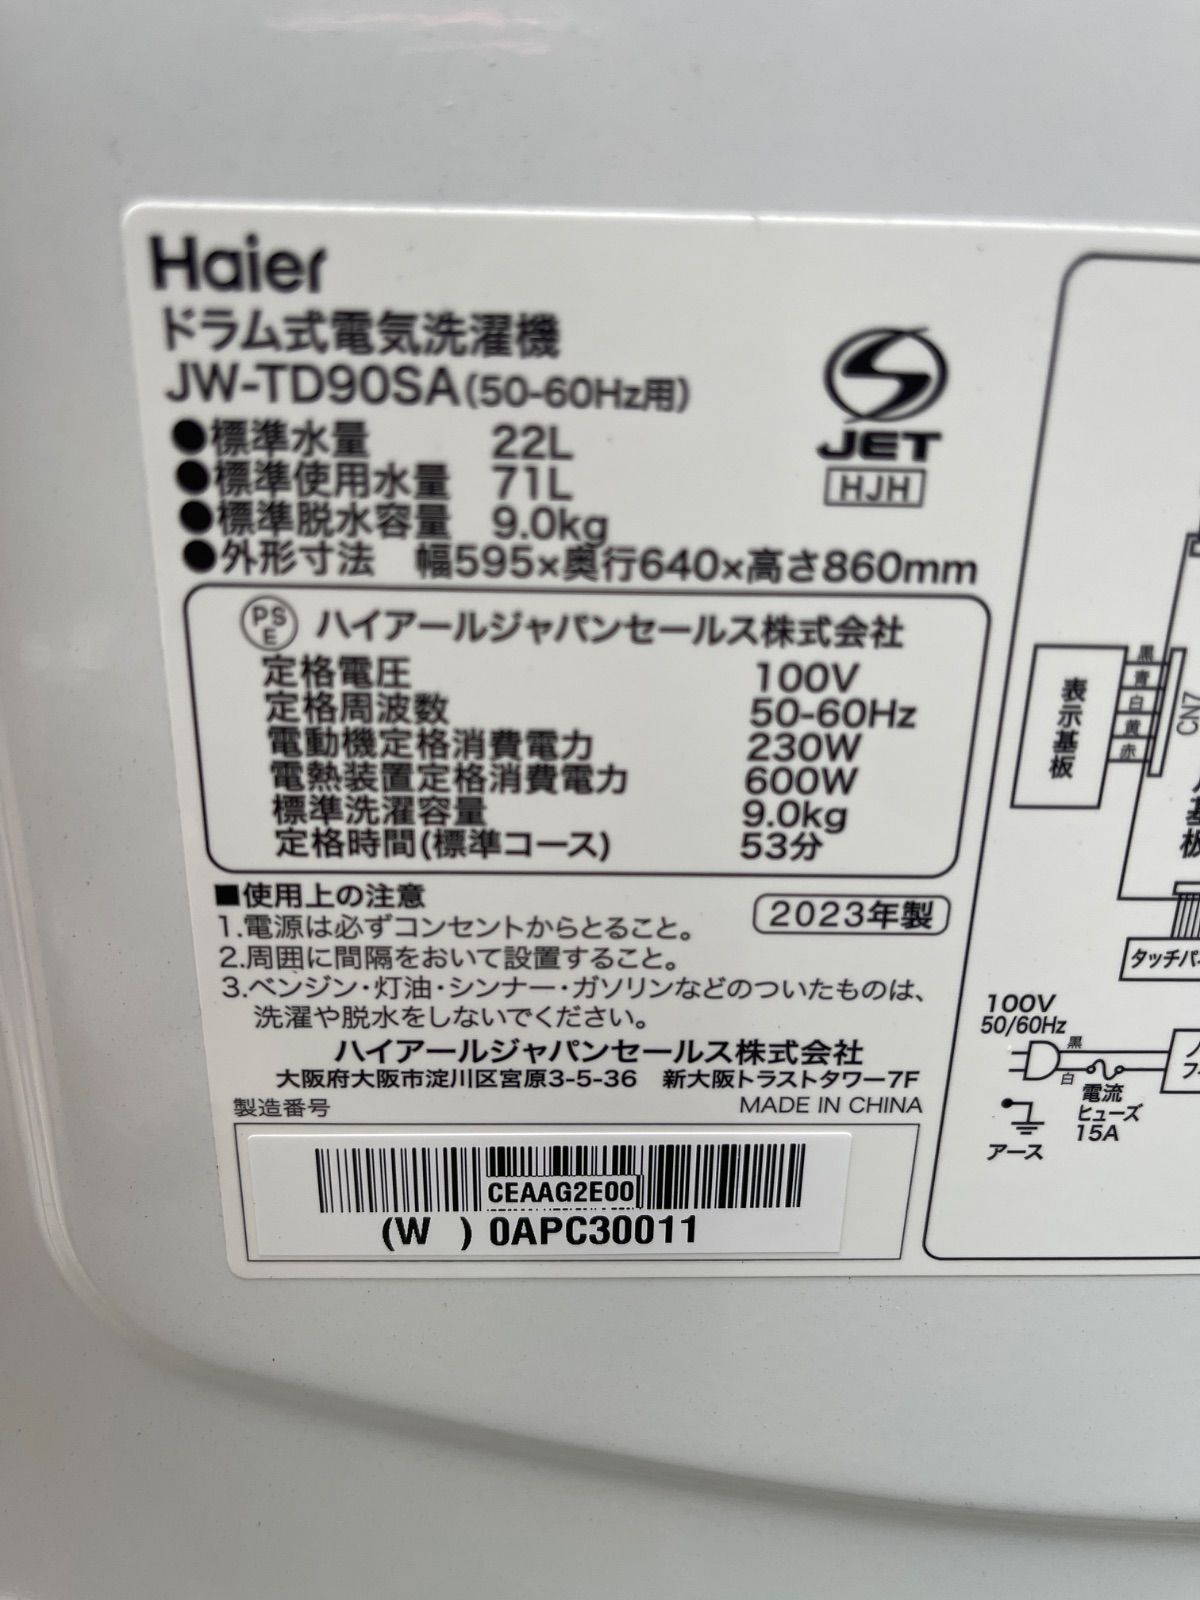 Haier
ドラム式電気洗濯機
JW-TD90SA(50-60Hz用)
●標準水量 22L
●標準使用水量 71L
●標準脱水容量 9.0kg
●外形寸法 幅595×奥行640×高さ860mm
JET
HJH
PS
E
ハイアールジャパンセールス株式会社
定格電圧 100V
定格周波数 50-60Hz
電動機定格消費電力 230W
電熱装置定格消費電力 600W
標準洗濯容量 9.0kg
定格時間(標準コース) 53分
■使用上の注意
2023年製
1.電源は必ずコンセントからとること。
2.周囲に間隔をおいて設置すること。
3.ベンジン・灯油・シンナー・ガソリンなどのついたものは、
洗濯や脱水をしないでください。
ハイアールジャパンセールス株式会社
大阪府大阪市淀川区宮原3-5-36 新大阪トラストタワー7F
製造番号 MADE IN CHINA
CEAAG2E00
(W ) 0APC30011
表示基板
黒
青
白
黄
赤
CN7
基板
タッチパ
100V
50/60Hz
黒
白
電流
ヒューズ
15A
アース